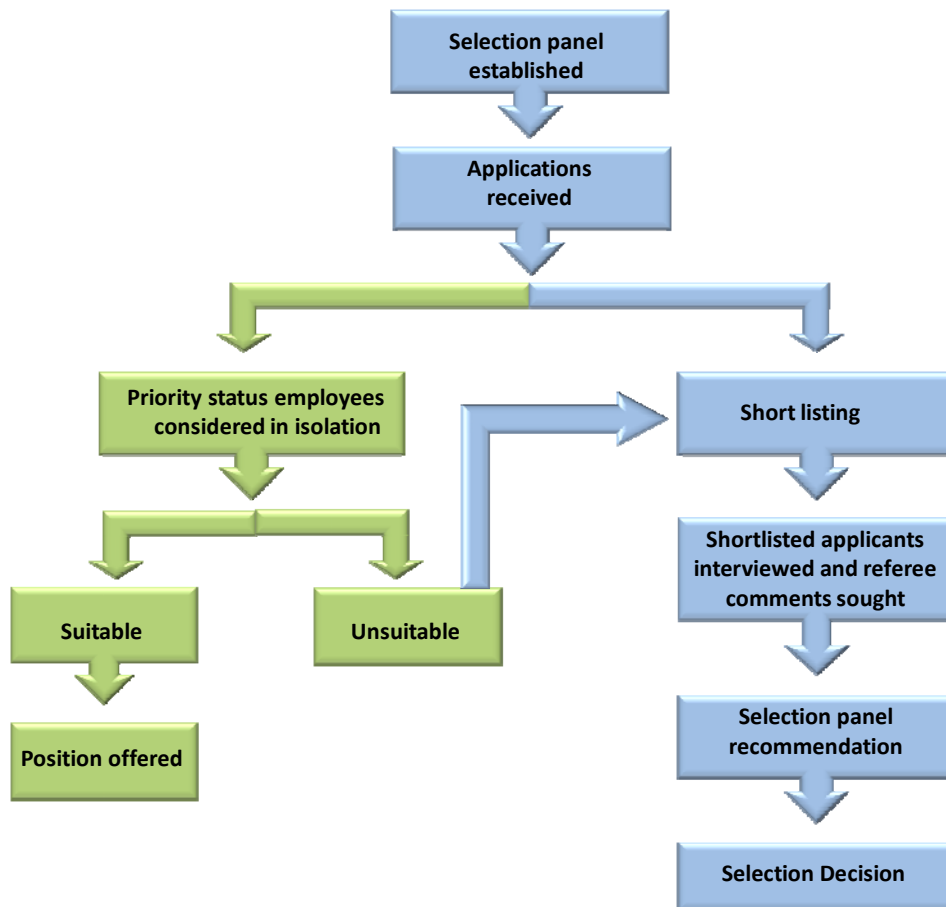 Selection panel
established
Applications
received
Priority status employees
considered in isolation
Short listing
Shortlisted applicants
interviewed and referee
comments sought
Suitable
Unsuitable
Position offered
Selection panel
recommendation
Selection Decision